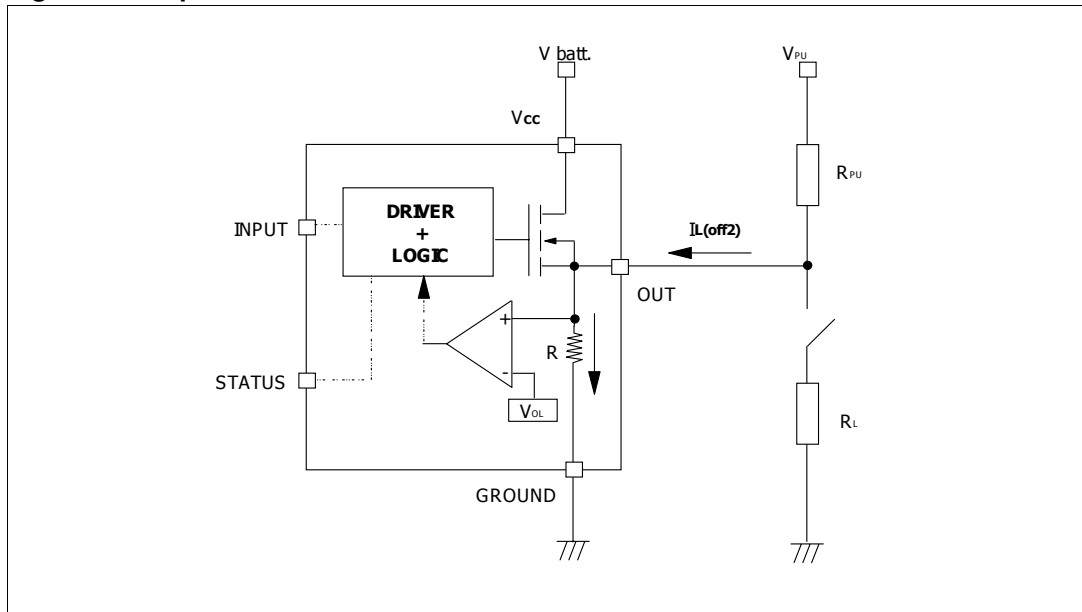 V batt.
VPU
Vcc
RPU
DRIVER
+
LOGIC
INPUT
IL(off2)
OUT
+
R
-
STATUS
VOL
RL
GROUND